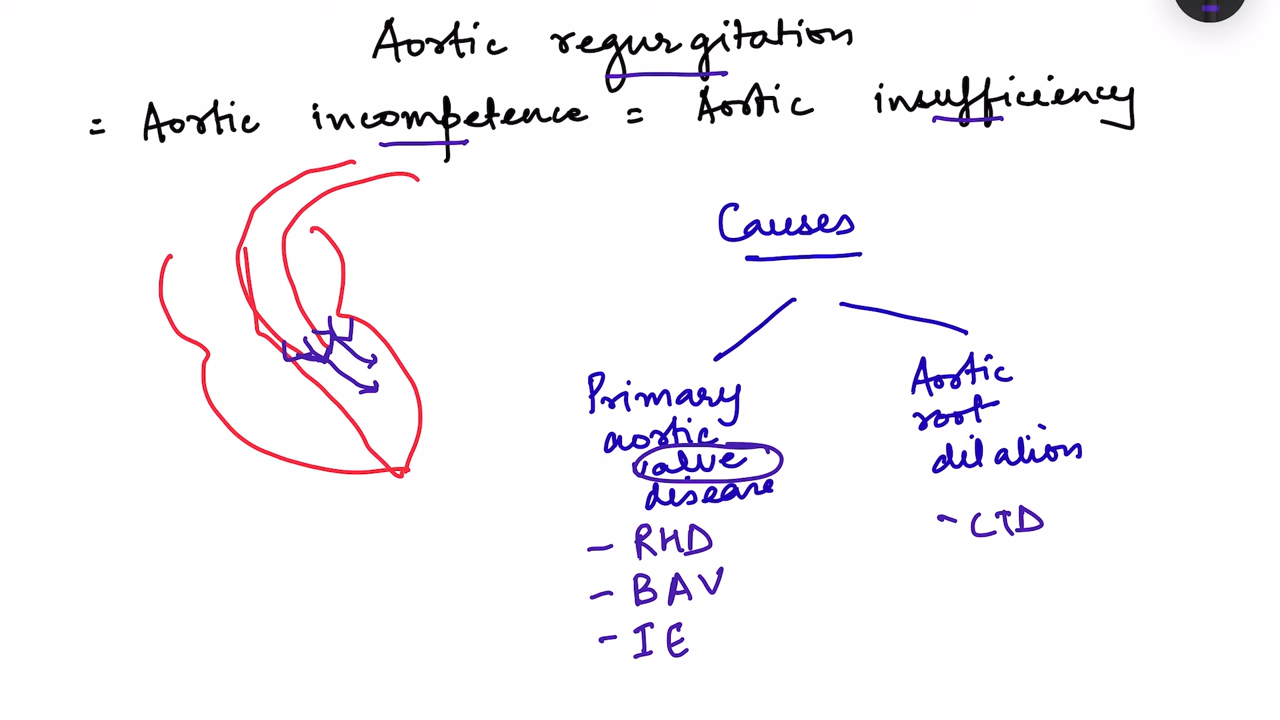 Aortic regurgitation
= Aortic incompetence = Aortic insufficiency
Causes
Primary
aortic
valve
disease
- RHD
- BAV
- IE
Aortic
root
dilation
- CTD